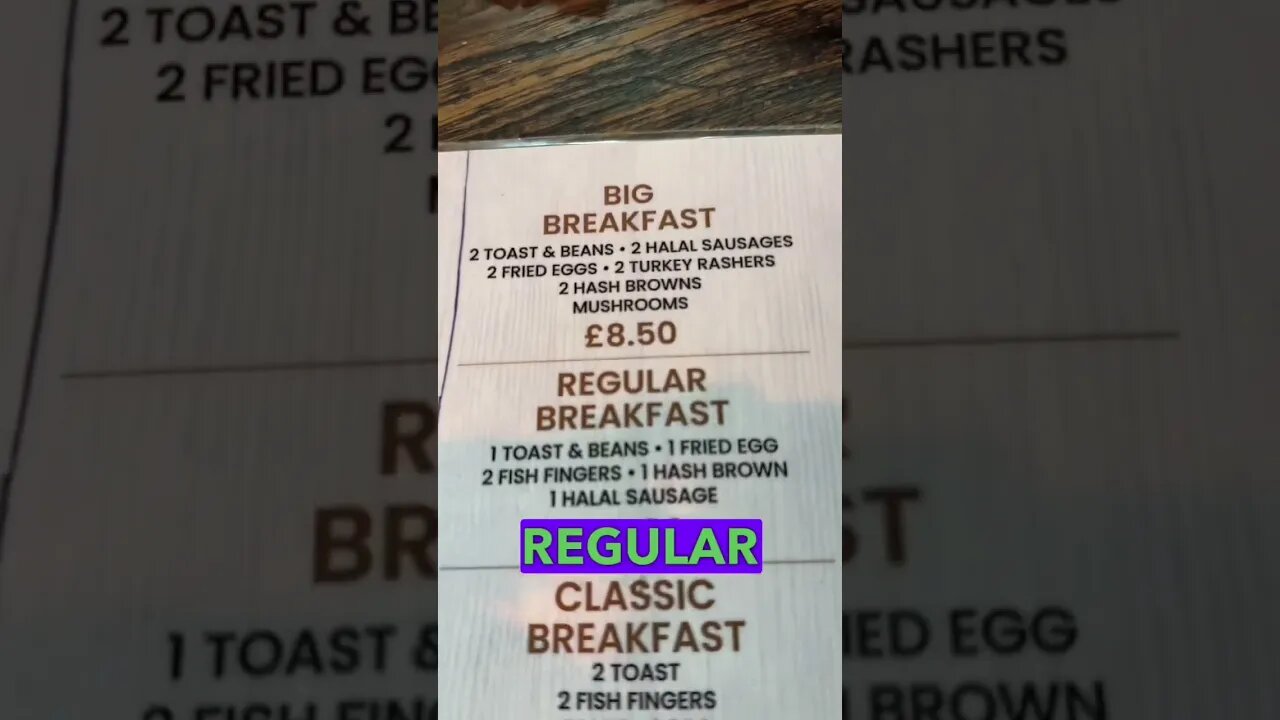 BIG
BREAKFAST
2 TOAST & BEANS • 2 HALAL SAUSAGES
2 FRIED EGGS • 2 TURKEY RASHERS
2 HASH BROWNS
MUSHROOMS
£8.50
REGULAR
BREAKFAST
1 TOAST & BEANS • 1 FRIED EGG
2 FISH FINGERS • 1 HASH BROWN
1 HALAL SAUSAGE
REGULAR
CLASSIC
BREAKFAST
2 TOAST
2 FISH FINGERS